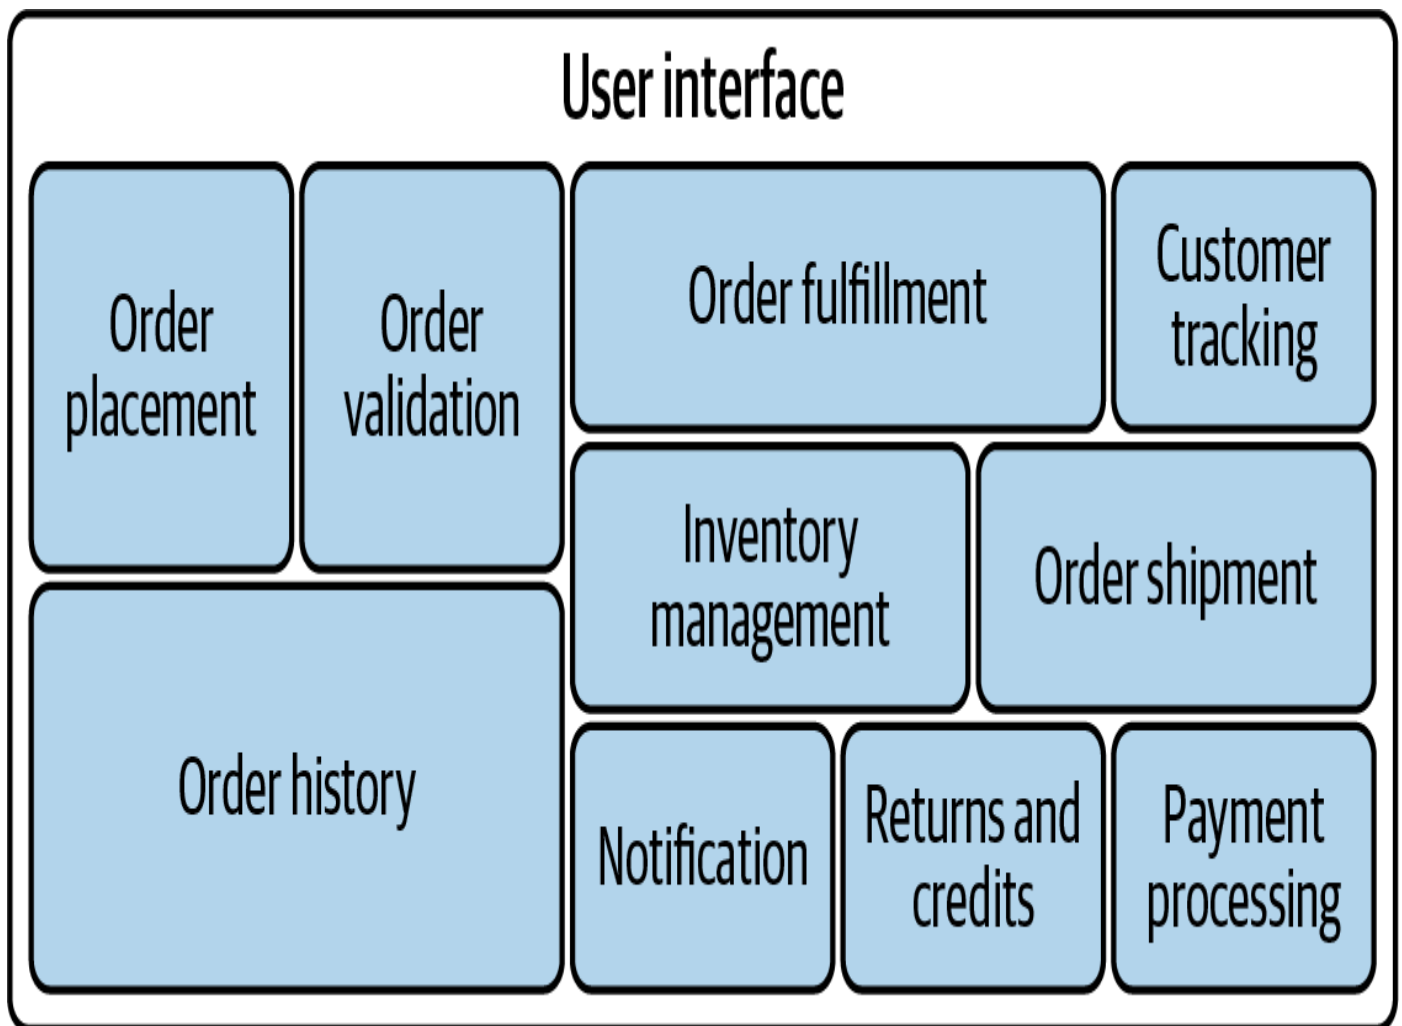 User interface
Order
placement
Order
validation
Order fulfillment
Customer
tracking
Inventory
management
Order shipment
Order history
Notification
Returns and
credits
Payment
processing